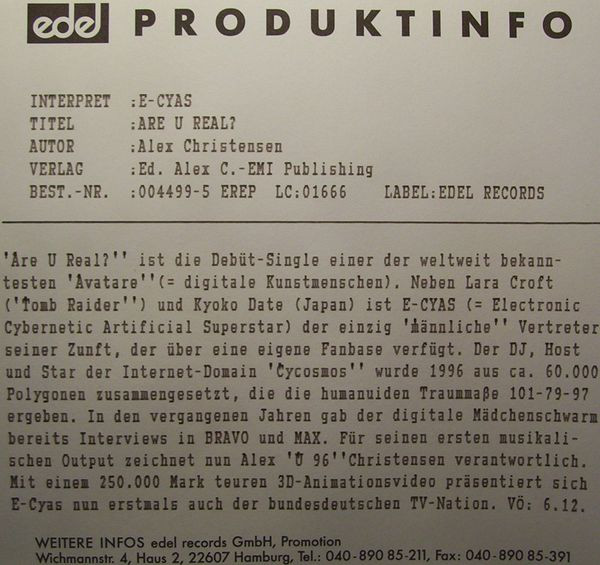 edel PRODUKTINFO
INTERPRET :E-CYAS
TITEL :ARE U REAL?
AUTOR :Alex Christensen
VERLAG :Ed. Alex C.-EMI Publishing
BEST.-NR. :004499-5 EREP LC:01666 LABEL:EDEL RECORDS
'Are U Real?'' ist die Debüt-Single einer der weltweit bekann-
testen 'Avatare''(= digitale Kunstmenschen). Neben Lara Croft
('Tomb Raider'') und Kyoko Date (Japan) ist E-CYAS (= Electronic
Cybernetic Artificial Superstar) der einzig 'männliche'' Vertreter
seiner Zunft, der über eine eigene Fanbase verfügt. Der DJ, Host
und Star der Internet-Domain 'Cycosmos'' wurde 1996 aus ca. 60.000
Polygonen zusammengesetzt, die die humanuiden Traummaße 101-79-97
ergeben. In den vergangenen Jahren gab der digitale Mädchenschwarm
bereits Interviews in BRAVO und MAX. Für seinen ersten musikali-
schen Output zeichnet nun Alex 'U 96''Christensen verantwortlich.
Mit einem 250.000 Mark teuren 3D-Animationsvideo präsentiert sich
E-Cyas nun erstmals auch der bundesdeutschen TV-Nation. VÖ: 6.12.
WEITERE INFOS edel records GmbH, Promotion
Wichmannstr. 4, Haus 2, 22607 Hamburg, Tel.: 040-890 85-211, Fax: 040-890 85-391